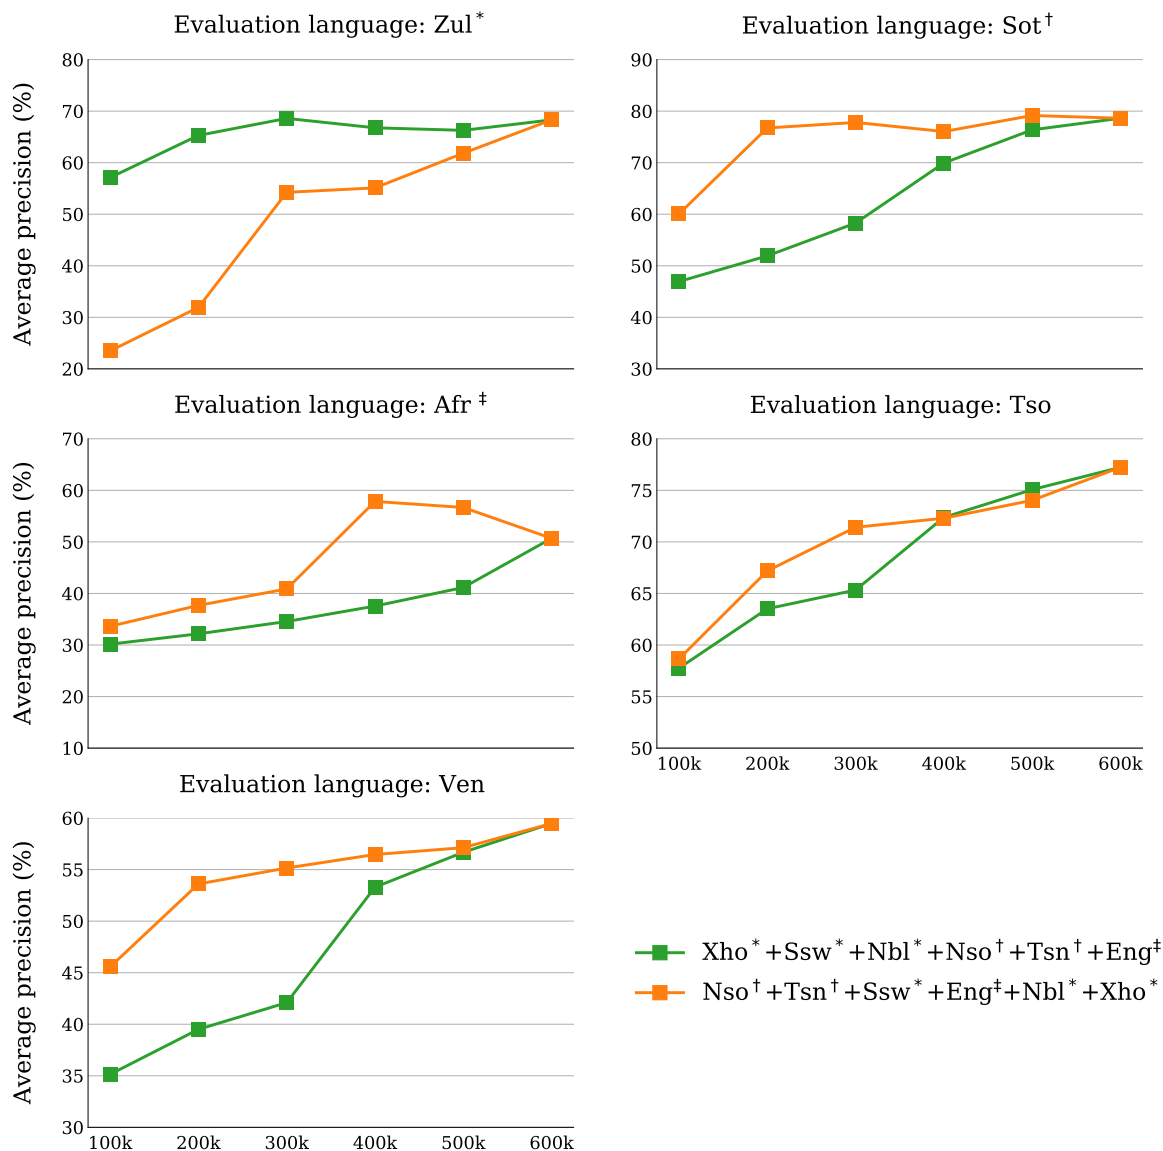 Evaluation language: Zul*
Average precision (%)
80
70
60
50
40
30
20
Evaluation language: Sot†
90
80
70
60
50
40
30
Evaluation language: Afr ‡
Average precision (%)
70
60
50
40
30
20
10
Evaluation language: Tso
80
75
70
65
60
55
50
100k 200k 300k 400k 500k 600k
Evaluation language: Ven
Average precision (%)
60
55
50
45
40
35
30
100k 200k 300k 400k 500k 600k
Xho*+Ssw*+Nbl*+Nso†+Tsn†+Eng‡
Nso†+Tsn†+Ssw*+Eng‡+Nbl*+Xho*